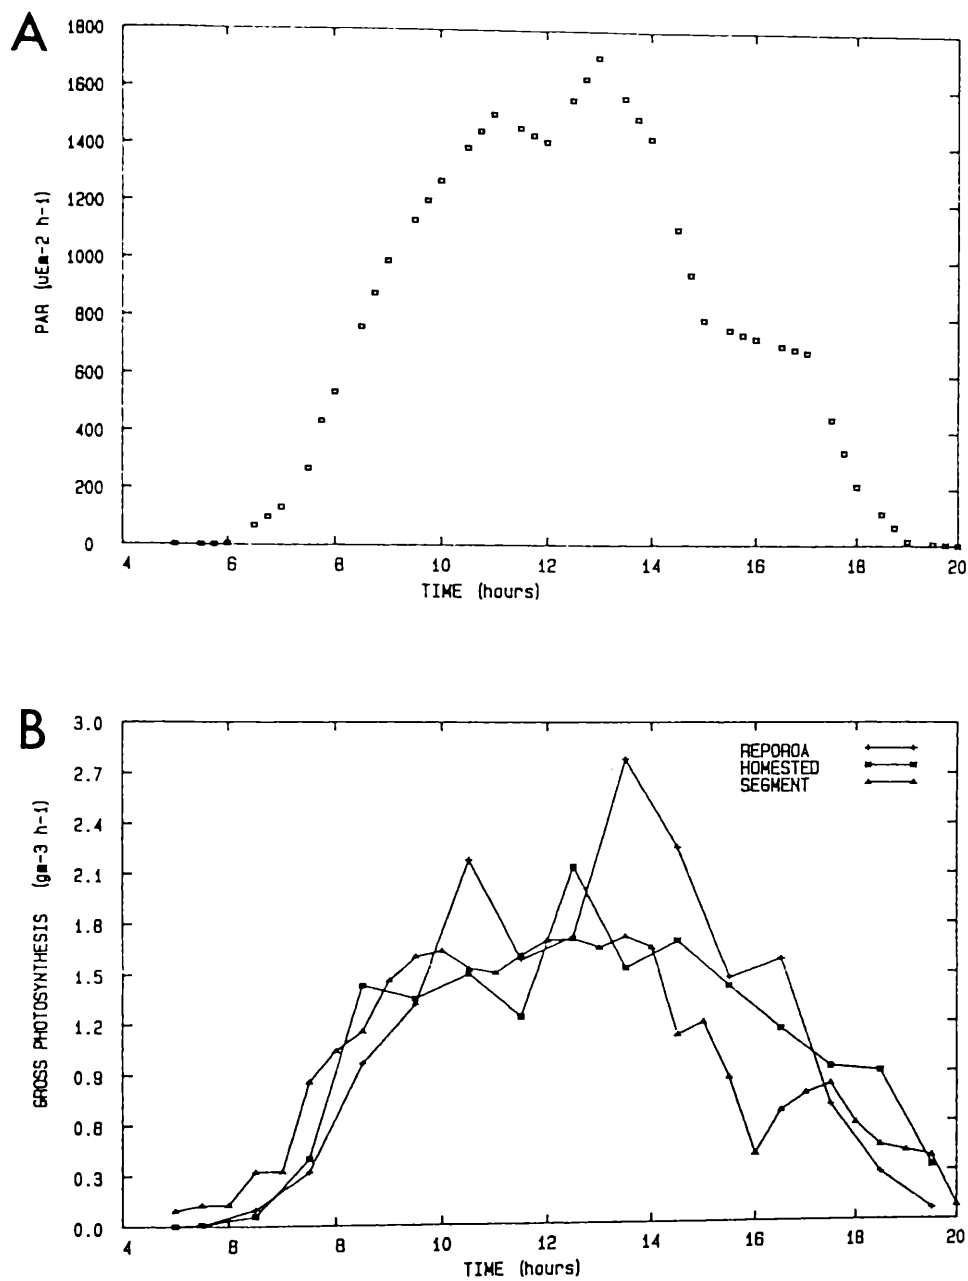 A
1800
1600
1400
1200
1000
800
600
400
200
0
PAR (uEm-2 h-1)
4 6 8 10 12 14 16 18 20
TIME (hours)
B
3.0
2.7
2.4
2.1
1.8
1.5
1.2
0.9
0.8
0.3
0.0
GROSS PHOTOSYNTHESIS (gm-3 h-1)
REPOROA
HOMESTED
SEGMENT
4 6 8 10 12 14 16 18 20
TIME (hours)